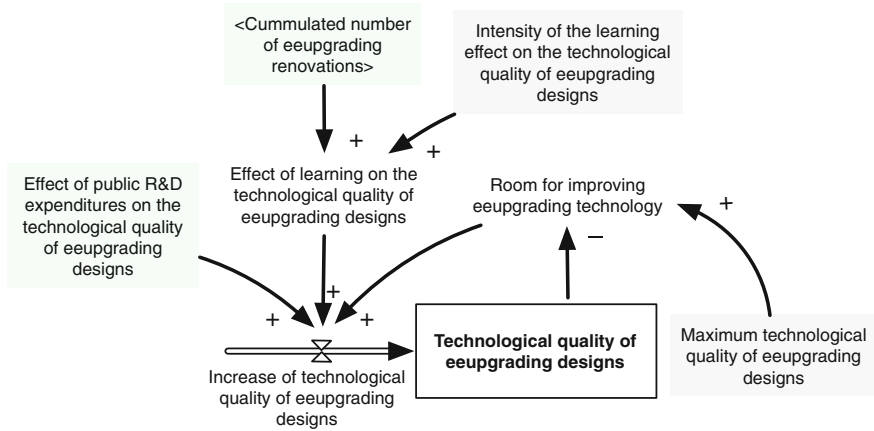 <Cummulated number
of eeupgrading
renovations>
Intensity of the learning
effect on the technological
quality of eeupgrading
designs
+
+
Effect of public R&D
expenditures on the
technological quality
of eeupgrading
designs
Effect of learning on the
technological quality of
eeupgrading designs
Room for improving
eeupgrading technology
+
–
+
+
+
Technological quality of
eeupgrading designs
Maximum technological
quality of eeupgrading
designs
Increase of technological
quality of eeupgrading
designs